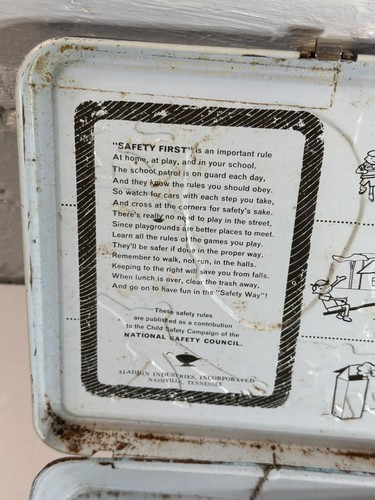 "SAFETY FIRST" is an important rule
At home, at play, and in your school.
The school patrol is on guard each day,
And they know the rules you should obey.
So watch for cars with each step you take,
And cross at the corners for safety's sake.
There's really no need to play in the street,
Since playgrounds are better places to meet.
Learn all the rules of the games you play.
They'll be safer if done in the proper way.
Remember to walk, not run, in the halls.
Keeping to the right will save you from falls.
When lunch is over, clear the trash away,
And go on to have fun in the "Safety Way"!
These safety rules
are published as a contribution
to the Child Safety Campaign of the
NATIONAL SAFETY COUNCIL.
ALADDIN INDUSTRIES, INCORPORATED
NASHVILLE, TENNESSEE